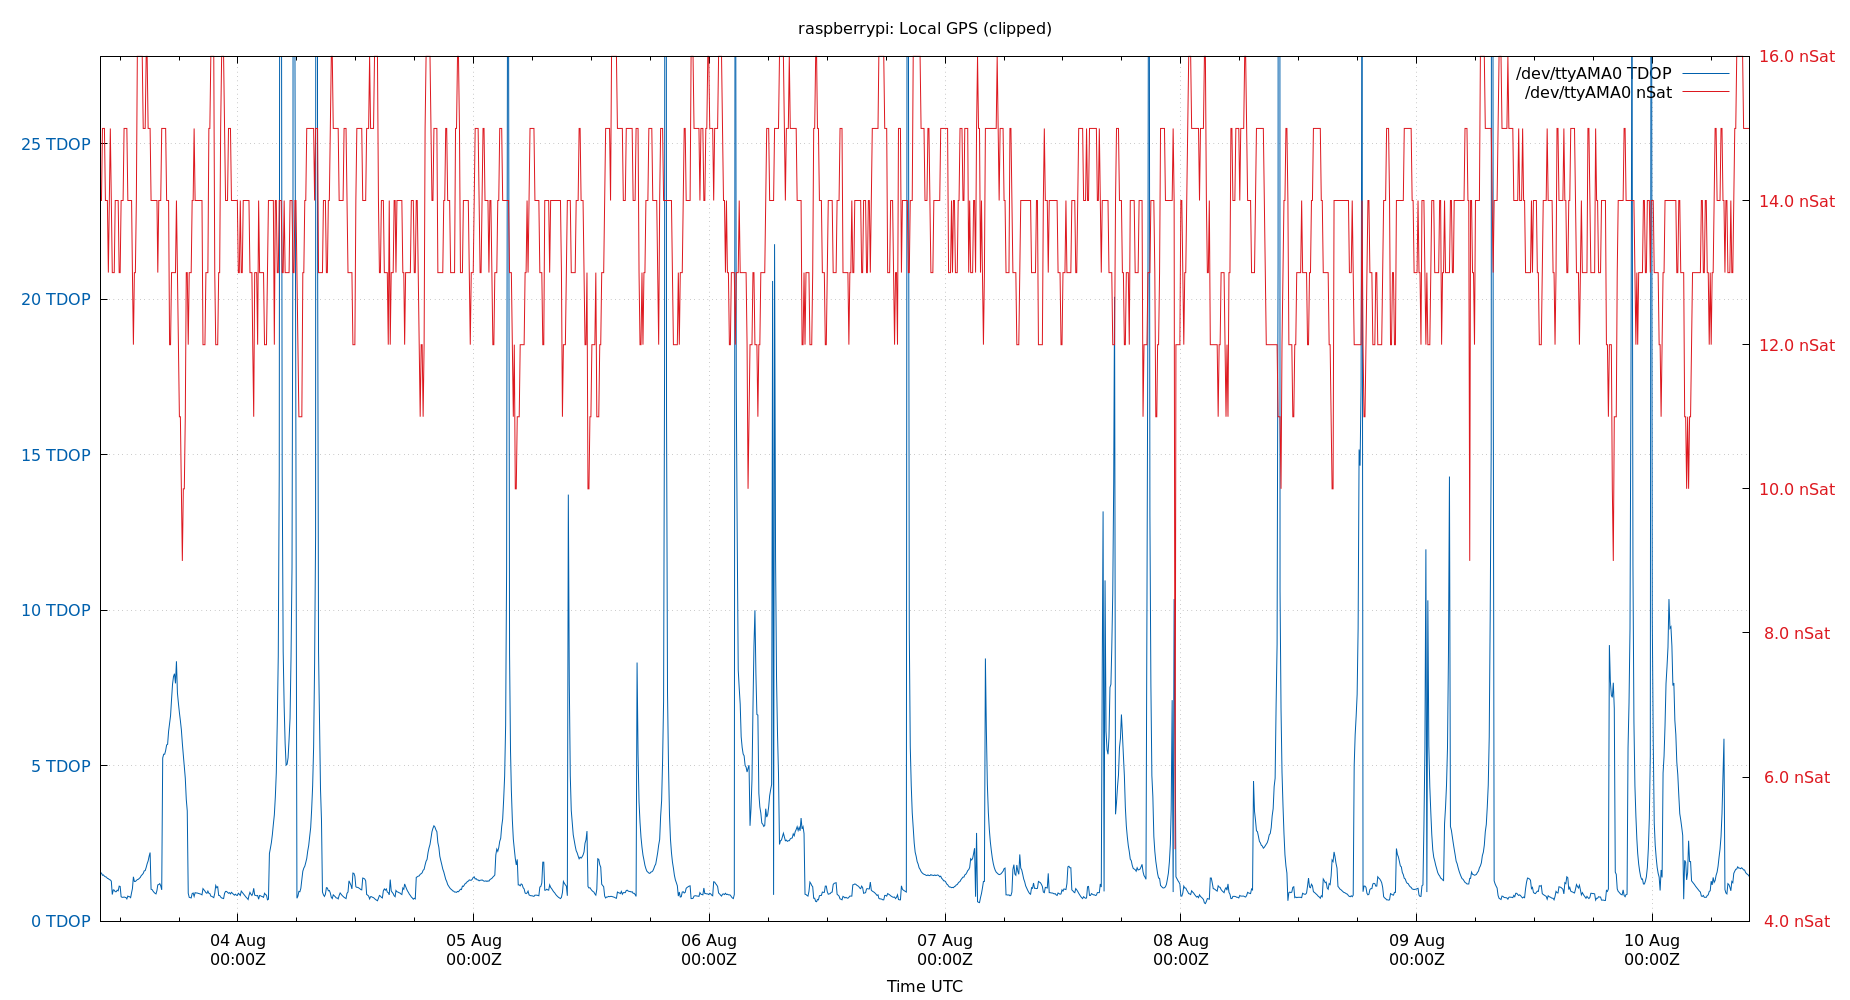 raspberrypi: Local GPS (clipped)
/dev/ttyAMA0 TDOP
/dev/ttyAMA0 nSat
25 TDOP
20 TDOP
15 TDOP
10 TDOP
5 TDOP
0 TDOP
16.0 nSat
14.0 nSat
12.0 nSat
10.0 nSat
8.0 nSat
6.0 nSat
4.0 nSat
04 Aug
00:00Z
05 Aug
00:00Z
06 Aug
00:00Z
07 Aug
00:00Z
08 Aug
00:00Z
09 Aug
00:00Z
10 Aug
00:00Z
Time UTC